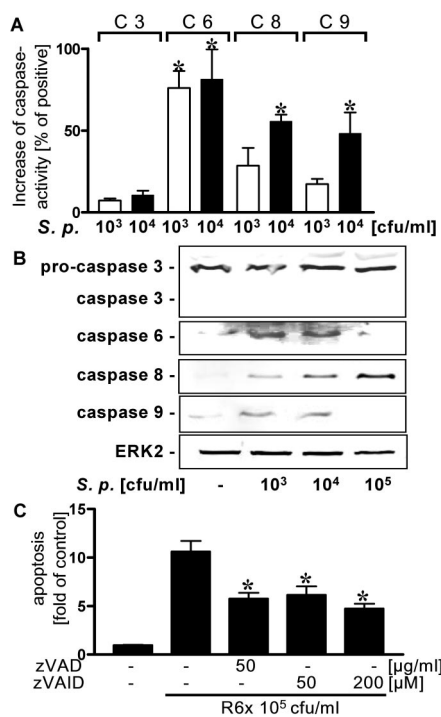 A
C 3 C 6 C 8 C 9
Increase of caspase-
activity [% of positive]
100
50
0
* * * *
S. p. 10³ 10⁴ 10³ 10⁴ 10³ 10⁴ 10³ 10⁴ [cfu/ml]
B
pro-caspase 3 -
caspase 3 -
caspase 6 -
caspase 8 -
caspase 9 -
ERK2 -
S. p. [cfu/ml] - 10³ 10⁴ 10⁵
C
apoptosis
[fold of control]
15
10
5
0
* * *
zVAD - - 50 - - [µg/ml]
zVAID - - - 50 200 [µM]
R6x 10⁵ cfu/ml